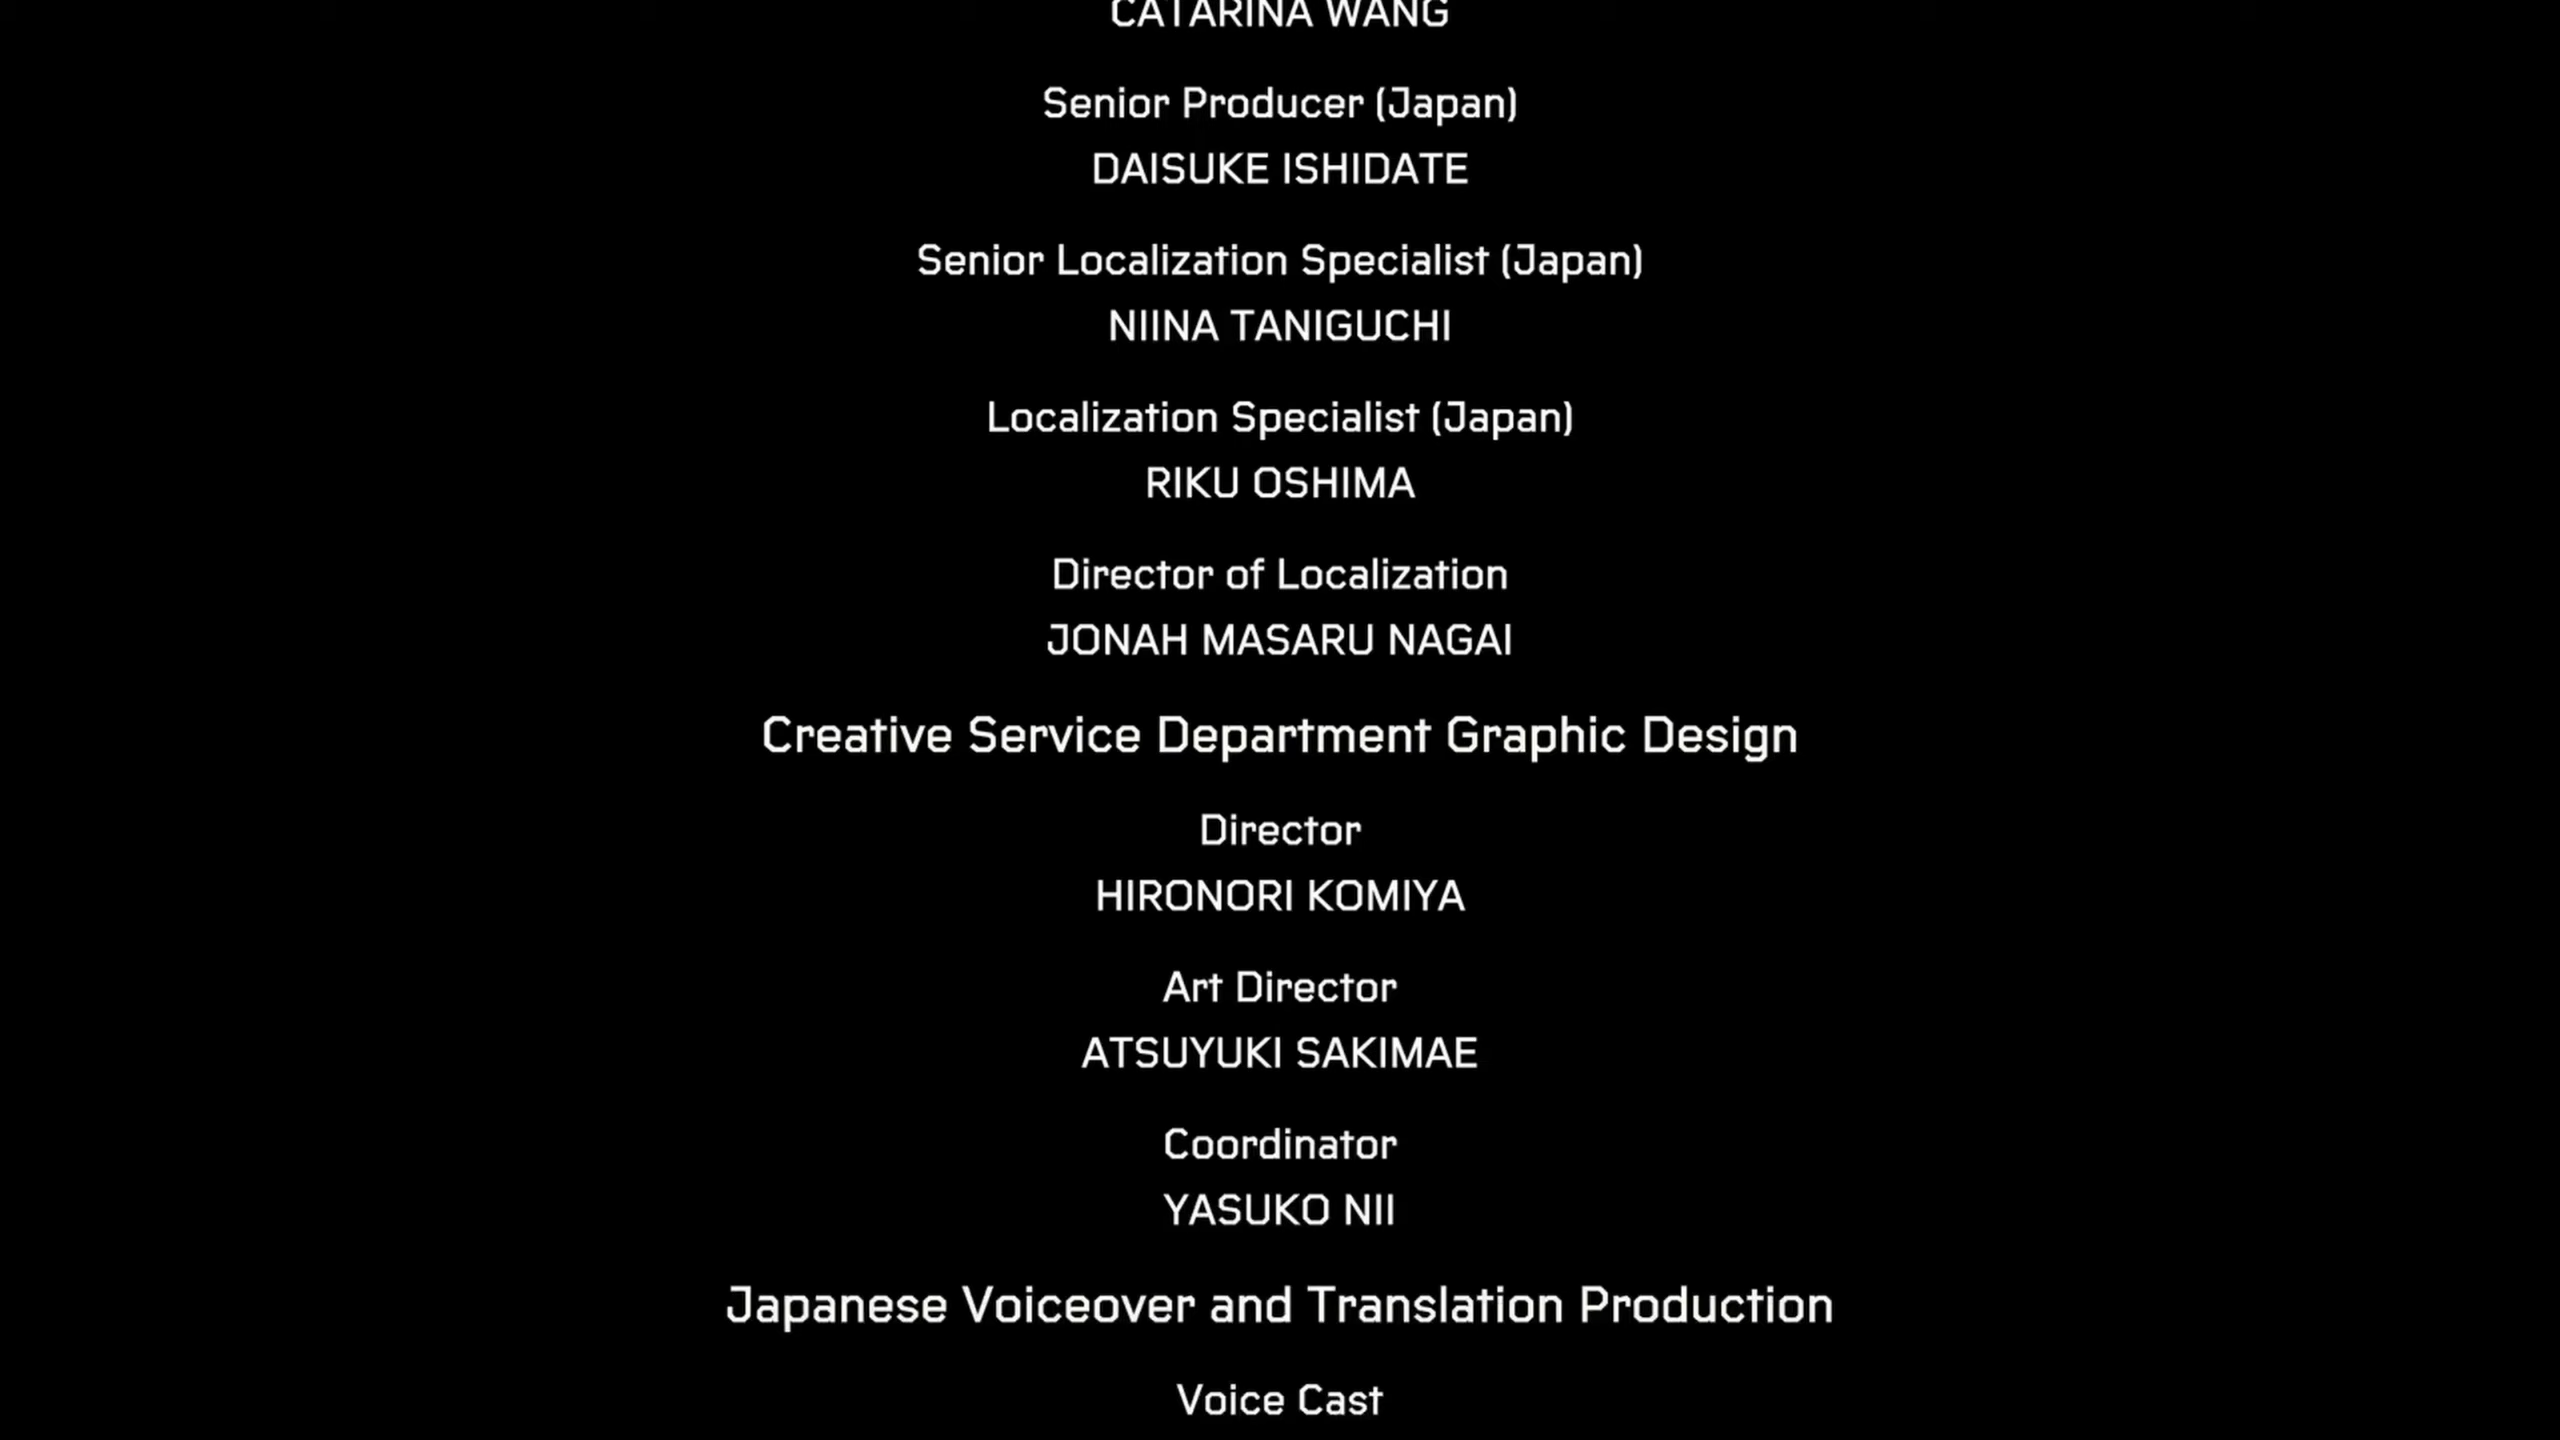 CATARINA WANG
Senior Producer (Japan)
DAISUKE ISHIDATE
Senior Localization Specialist (Japan)
NIINA TANIGUCHI
Localization Specialist (Japan)
RIKU OSHIMA
Director of Localization
JONAH MASARU NAGAI
Creative Service Department Graphic Design
Director
HIRONORI KOMIYA
Art Director
ATSUYUKI SAKIMAE
Coordinator
YASUKO NII
Japanese Voiceover and Translation Production
Voice Cast